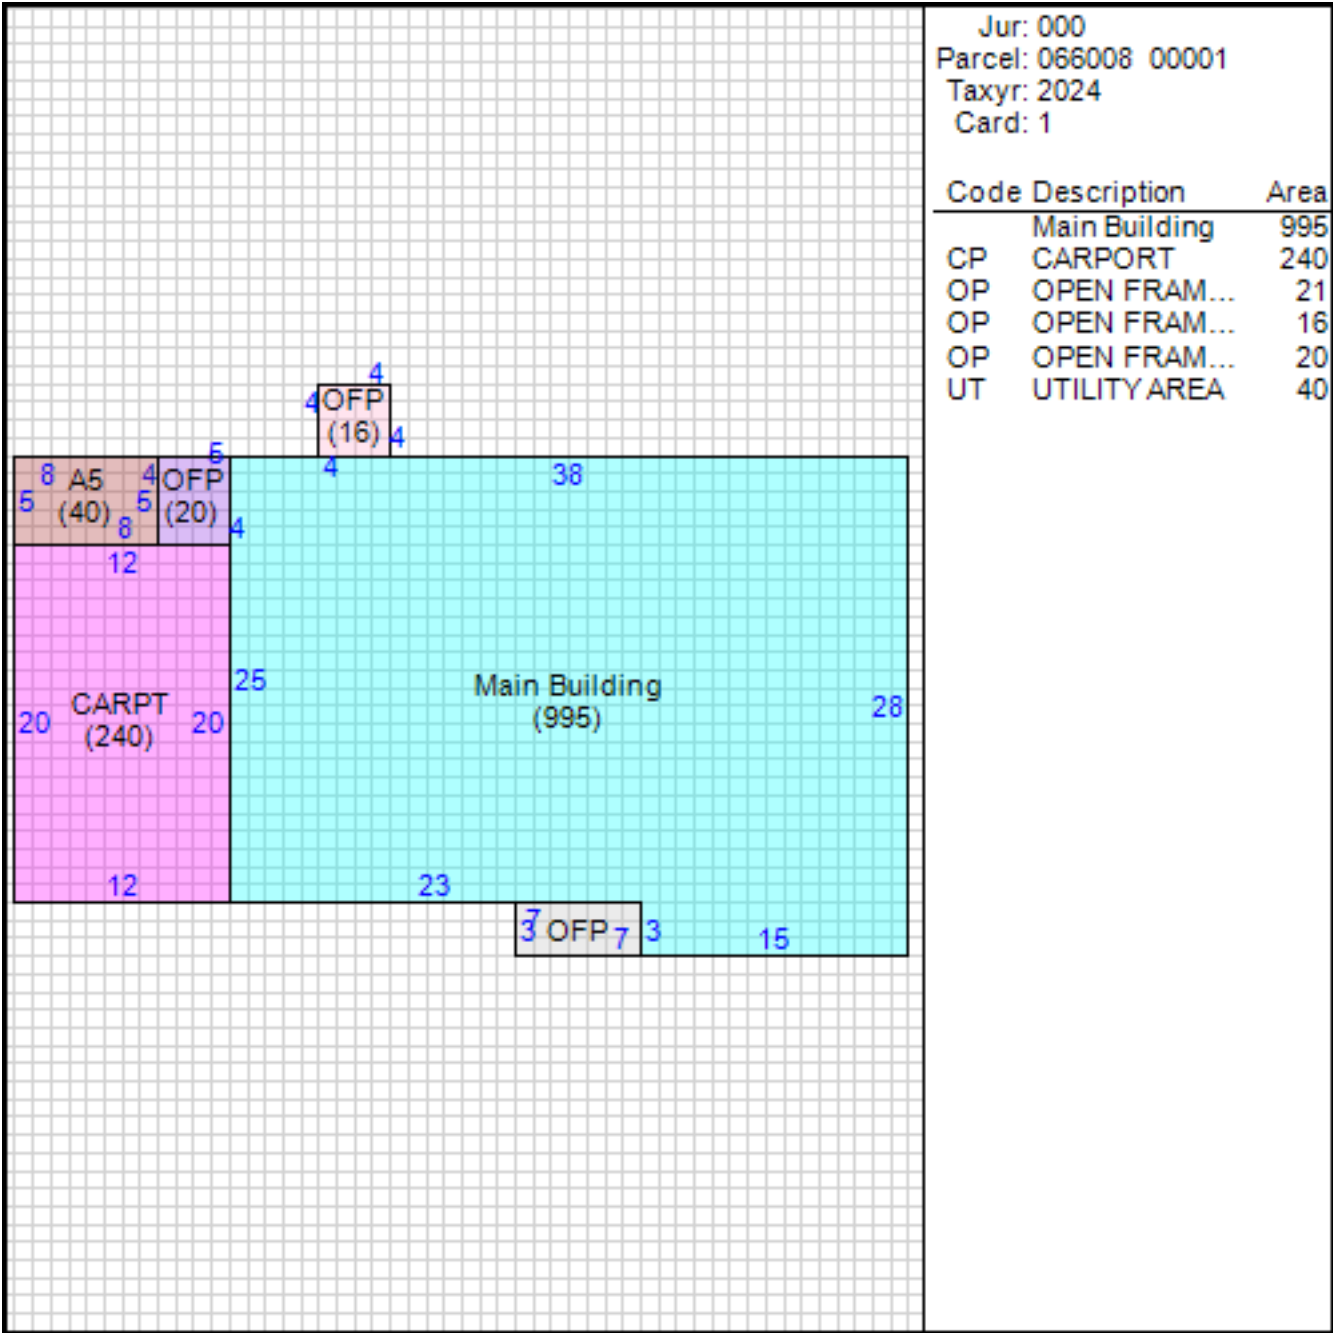 Jur: 000
Parcel: 066008 00001
Taxyr: 2024
Card: 1
Code Description Area
Main Building 995
CP CARPORT 240
OP OPEN FRAM... 21
OP OPEN FRAM... 16
OP OPEN FRAM... 20
UT UTILITY AREA 40
4
4 OFP
(16) 4
4
5
8 A5 4 OFP
5 (40) 5 (20)
8 4
38
12
25
CARPT
20 (240) 20
Main Building
(995)
28
12
23
7
3 OFP 7 3
15